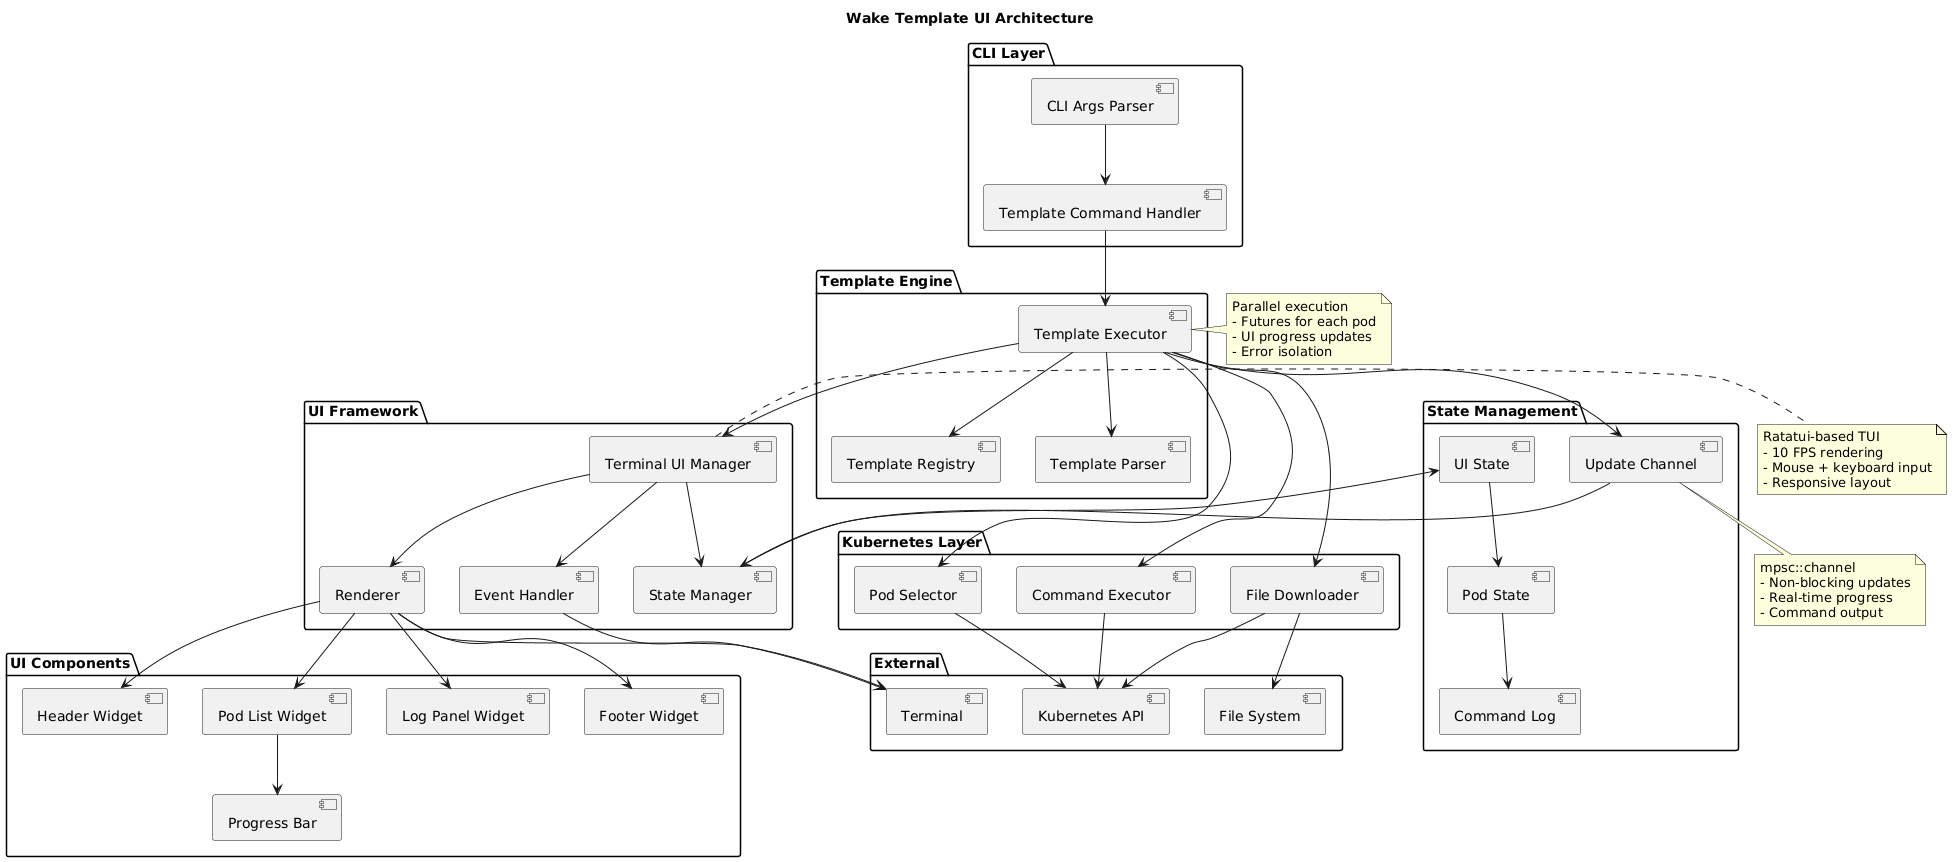 Wake Template UI Architecture
CLI Layer
CLI Args Parser
Template Command Handler
Template Engine
Template Executor
Parallel execution
- Futures for each pod
- UI progress updates
- Error isolation
Template Registry
Template Parser
UI Framework
Terminal UI Manager
Renderer
Event Handler
State Manager
State Management
UI State
Update Channel
Pod State
Command Log
Ratatui-based TUI
- 10 FPS rendering
- Mouse + keyboard input
- Responsive layout
mpsc::channel
- Non-blocking updates
- Real-time progress
- Command output
Kubernetes Layer
Pod Selector
Command Executor
File Downloader
UI Components
Header Widget
Pod List Widget
Log Panel Widget
Footer Widget
Progress Bar
External
Terminal
Kubernetes API
File System